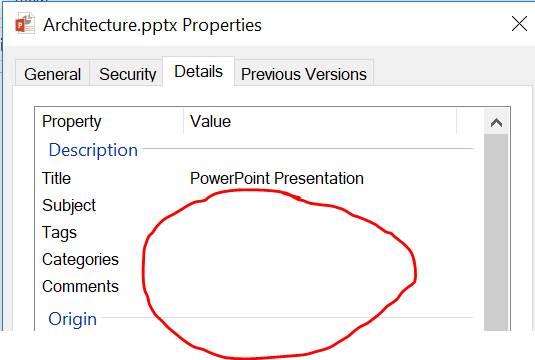 Architecture.pptx Properties
General Security Details Previous Versions
Property Value
Description
Title PowerPoint Presentation
Subject
Tags
Categories
Comments
Origin